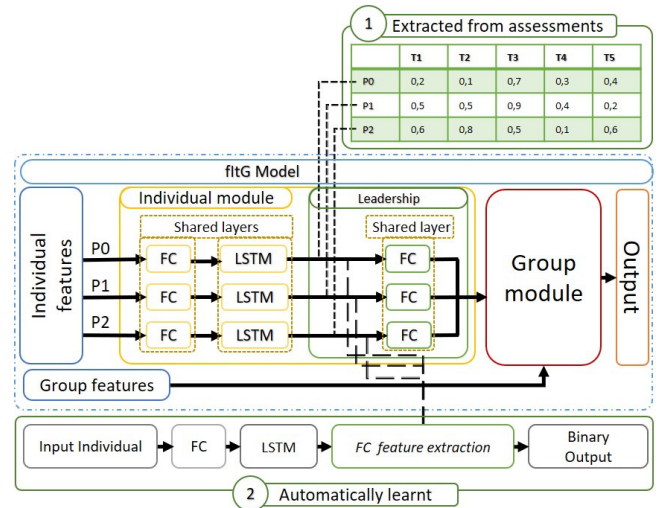 1 Extracted from assessments
T1 T2 T3 T4 T5
P0 0,2 0,1 0,7 0,3 0,4
P1 0,5 0,5 0,9 0,4 0,2
P2 0,6 0,8 0,5 0,1 0,6
fItG Model
Individual module
Leadership
Shared layers
Shared layer
Individual features
P0
FC LSTM FC
P1
FC LSTM FC
P2
FC LSTM FC
Group module
Output
Group features
Input Individual
FC
LSTM
FC feature extraction
Binary
Output
2 Automatically learnt